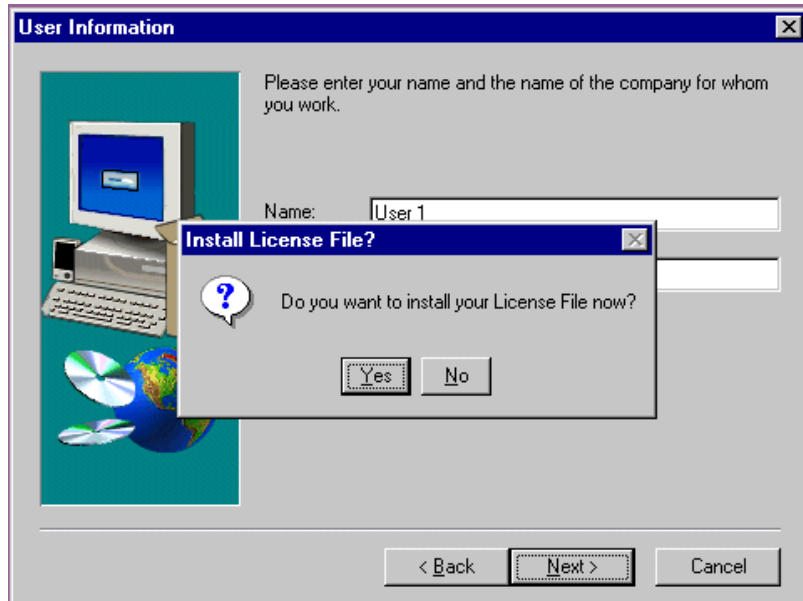 User Information
Please enter your name and the name of the company for whom
you work.
Name:
User 1
Install License File?
Do you want to install your License File now?
Yes
No
< Back
Next >
Cancel